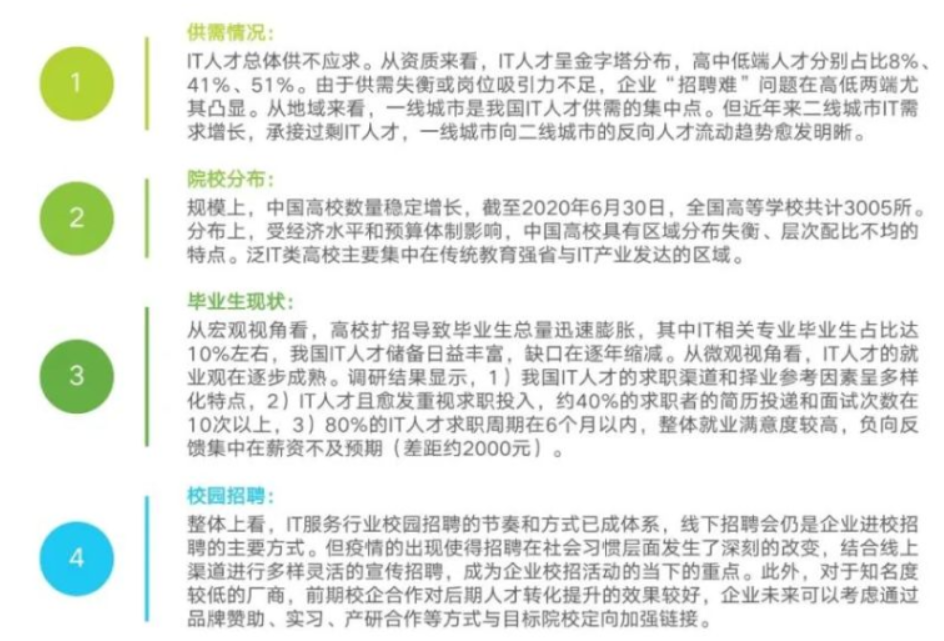 1
供需情况：
IT人才总体供不应求。从资质来看，IT人才呈金字塔分布，高中低端人才分别占比8%、
41%、51%。由于供需失衡或岗位吸引力不足，企业“招聘难”问题在高低两端尤
其凸显。从地域来看，一线城市是我国IT人才供需的集中点。但近年来二线城市IT需
求增长，承接过剩IT人才，一线城市向二线城市的反向人才流动趋势愈发明晰。
2
院校分布：
规模上，中国高校数量稳定增长，截至2020年6月30日，全国高等学校共计3005所。
分布上，受经济水平和预算体制影响，中国高校具有区域分布失衡、层次配比不均的
特点。泛IT类高校主要集中在传统教育强省与IT产业发达的区域。
3
毕业生现状：
从宏观视角看，高校扩招导致毕业生总量迅速膨胀，其中IT相关专业毕业生占比达
10%左右，我国IT人才储备日益丰富，缺口在逐年缩减。从微观视角看，IT人才的就
业观在逐步成熟。调研结果显示，1）我国IT人才的求职渠道和择业参考因素呈多样
化特点，2）IT人才且愈发重视求职投入，约40%的求职者的简历投递和面试次数在
10次以上，3）80%的IT人才求职周期在6个月以内，整体就业满意度较高，负向反
馈集中在薪资不及预期（差距约2000元）。
4
校园招聘：
整体上看，IT服务行业校园招聘的节奏和方式已成体系，线下招聘会仍是企业进校招
聘的主要方式。但疫情的出现使得招聘在社会习惯层面发生了深刻的改变，结合线上
渠道进行多样灵活的宣传招聘，成为企业校招活动的当下的重点。此外，对于知名度
较低的厂商，前期校企合作对后期人才转化提升的效果较好，企业未来可以考虑通过
品牌赞助、实习、产研合作等方式与目标院校定向加强链接。